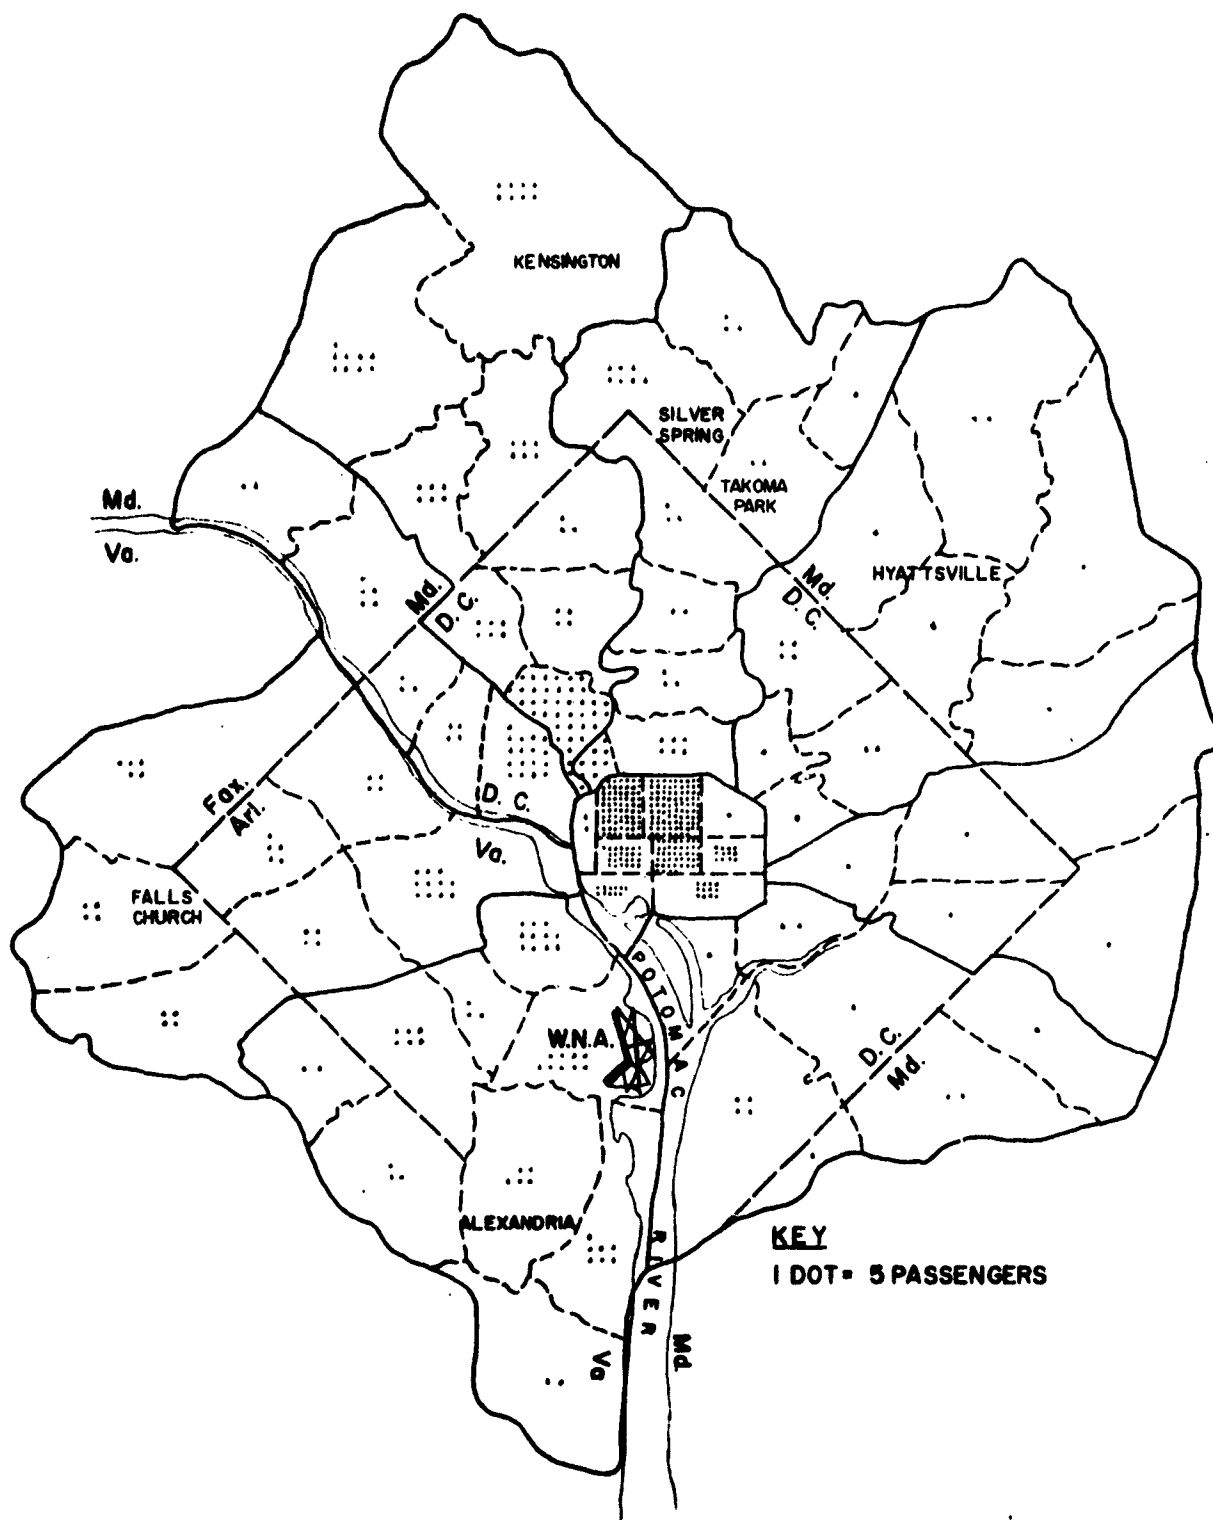 KENSINGTON
SILVER
SPRING
TAKOMA
PARK
Md.
Va.
HYATTSVILLE
Md.
D. C.
Md.
D. C.
Fax.
Arl.
D. C.
Va.
FALLS
CHURCH
POTOMAC
W.N.A.
D. C.
Md.
ALEXANDRIA
RIVER
KEY
1 DOT = 5 PASSENGERS
Md.
Va